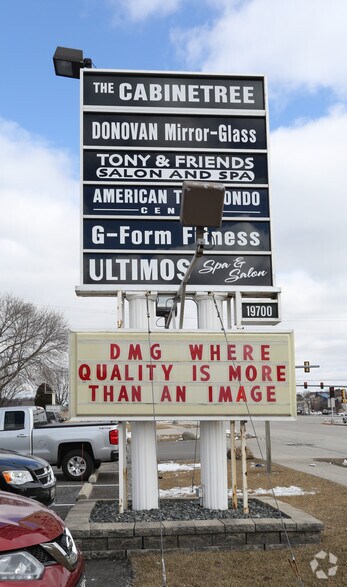 THE CABINETREE
DONOVAN Mirror-Glass
TONY & FRIENDS
SALON AND SPA
AMERICAN
G-Form Fitness
ULTIMOS Spa &
de Salon
19700
DMG WHERE
QUALITY IS MORE
THAN AN IMAGE